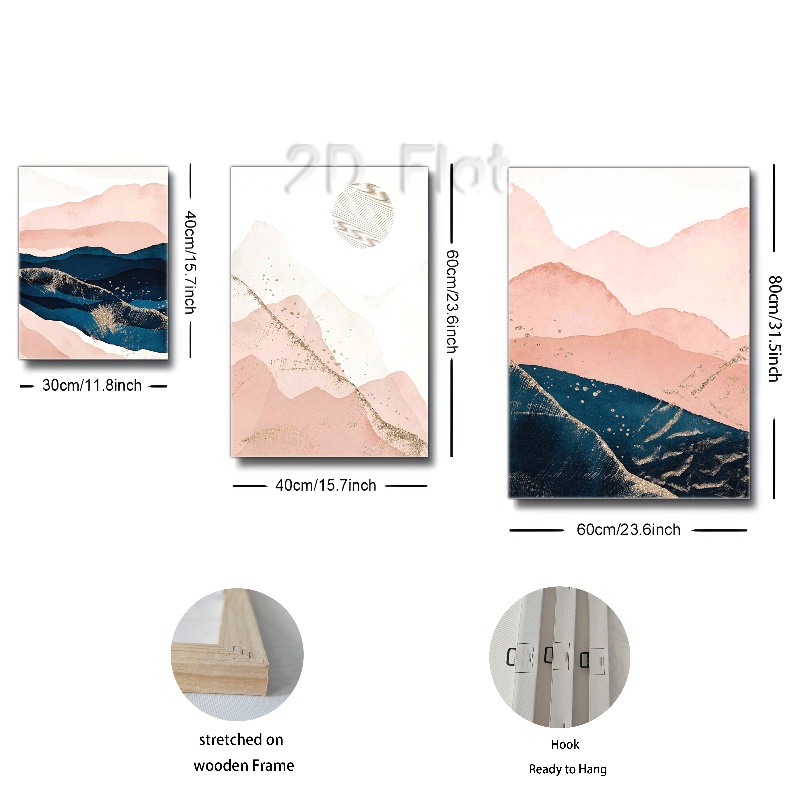 2D Flat
40cm/15.7inch
30cm/11.8inch
60cm/23.6inch
40cm/15.7inch
80cm/31.5inch
60cm/23.6inch
stretched on
wooden Frame
Hook
Ready to Hang